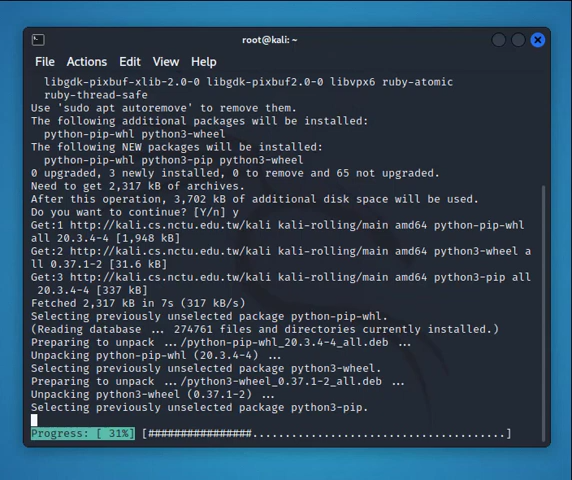 root@kali: ~
File Actions Edit View Help
libgdk-pixbuf-xlib-2.0-0 libgdk-pixbuf2.0-0 libvpx6 ruby-atomic
ruby-thread-safe
Use 'sudo apt autoremove' to remove them.
The following additional packages will be installed:
python-pip-whl python3-wheel
The following NEW packages will be installed:
python-pip-whl python3-pip python3-wheel
0 upgraded, 3 newly installed, 0 to remove and 65 not upgraded.
Need to get 2,317 kB of archives.
After this operation, 3,702 kB of additional disk space will be used.
Do you want to continue? [Y/n] y
Get:1 http://kali.cs.nctu.edu.tw/kali kali-rolling/main amd64 python-pip-whl
all 20.3.4-4 [1,948 kB]
Get:2 http://kali.cs.nctu.edu.tw/kali kali-rolling/main amd64 python3-wheel a
ll 0.37.1-2 [31.6 kB]
Get:3 http://kali.cs.nctu.edu.tw/kali kali-rolling/main amd64 python3-pip all
20.3.4-4 [337 kB]
Fetched 2,317 kB in 7s (317 kB/s)
Selecting previously unselected package python-pip-whl.
(Reading database ... 274761 files and directories currently installed.)
Preparing to unpack .../python-pip-whl_20.3.4-4_all.deb ...
Unpacking python-pip-whl (20.3.4-4) ...
Selecting previously unselected package python3-wheel.
Preparing to unpack .../python3-wheel_0.37.1-2_all.deb ...
Unpacking python3-wheel (0.37.1-2) ...
Selecting previously unselected package python3-pip.
Progress: [ 31%] [################.......................................]